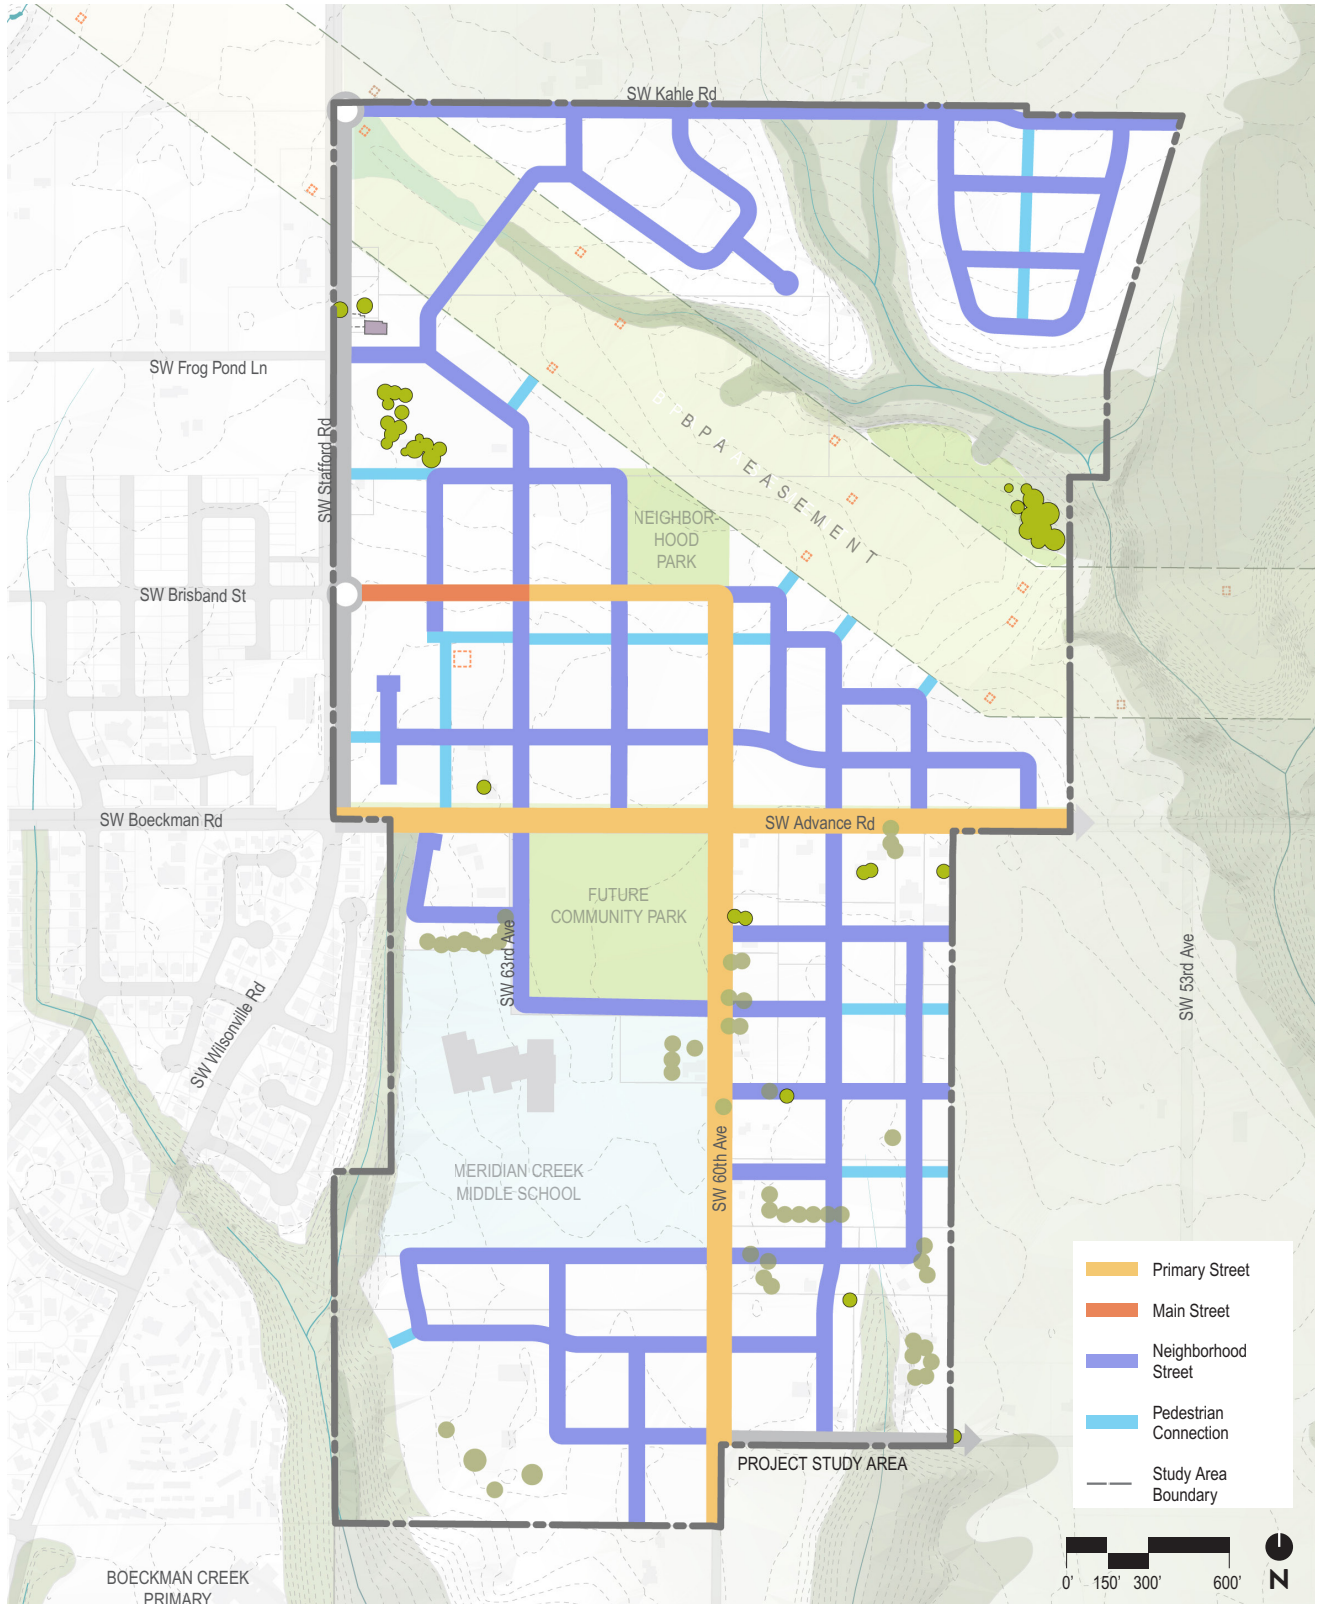 SW Kahle Rd
SW Frog Pond Ln
SW Stafford Rd
BPA EASEMENT
NEIGHBOR-
HOOD
PARK
SW Brisband St
SW Boeckman Rd
SW Advance Rd
FUTURE
COMMUNITY PARK
SW 63rd Ave
SW 53rd Ave
SW Wilsonville Rd
MERIDIAN CREEK
MIDDLE SCHOOL
SW 60th Ave
Primary Street
Main Street
Neighborhood
Street
Pedestrian
Connection
Study Area
Boundary
PROJECT STUDY AREA
0' 150' 300' 600'
N
BOECKMAN CREEK
PRIMARY